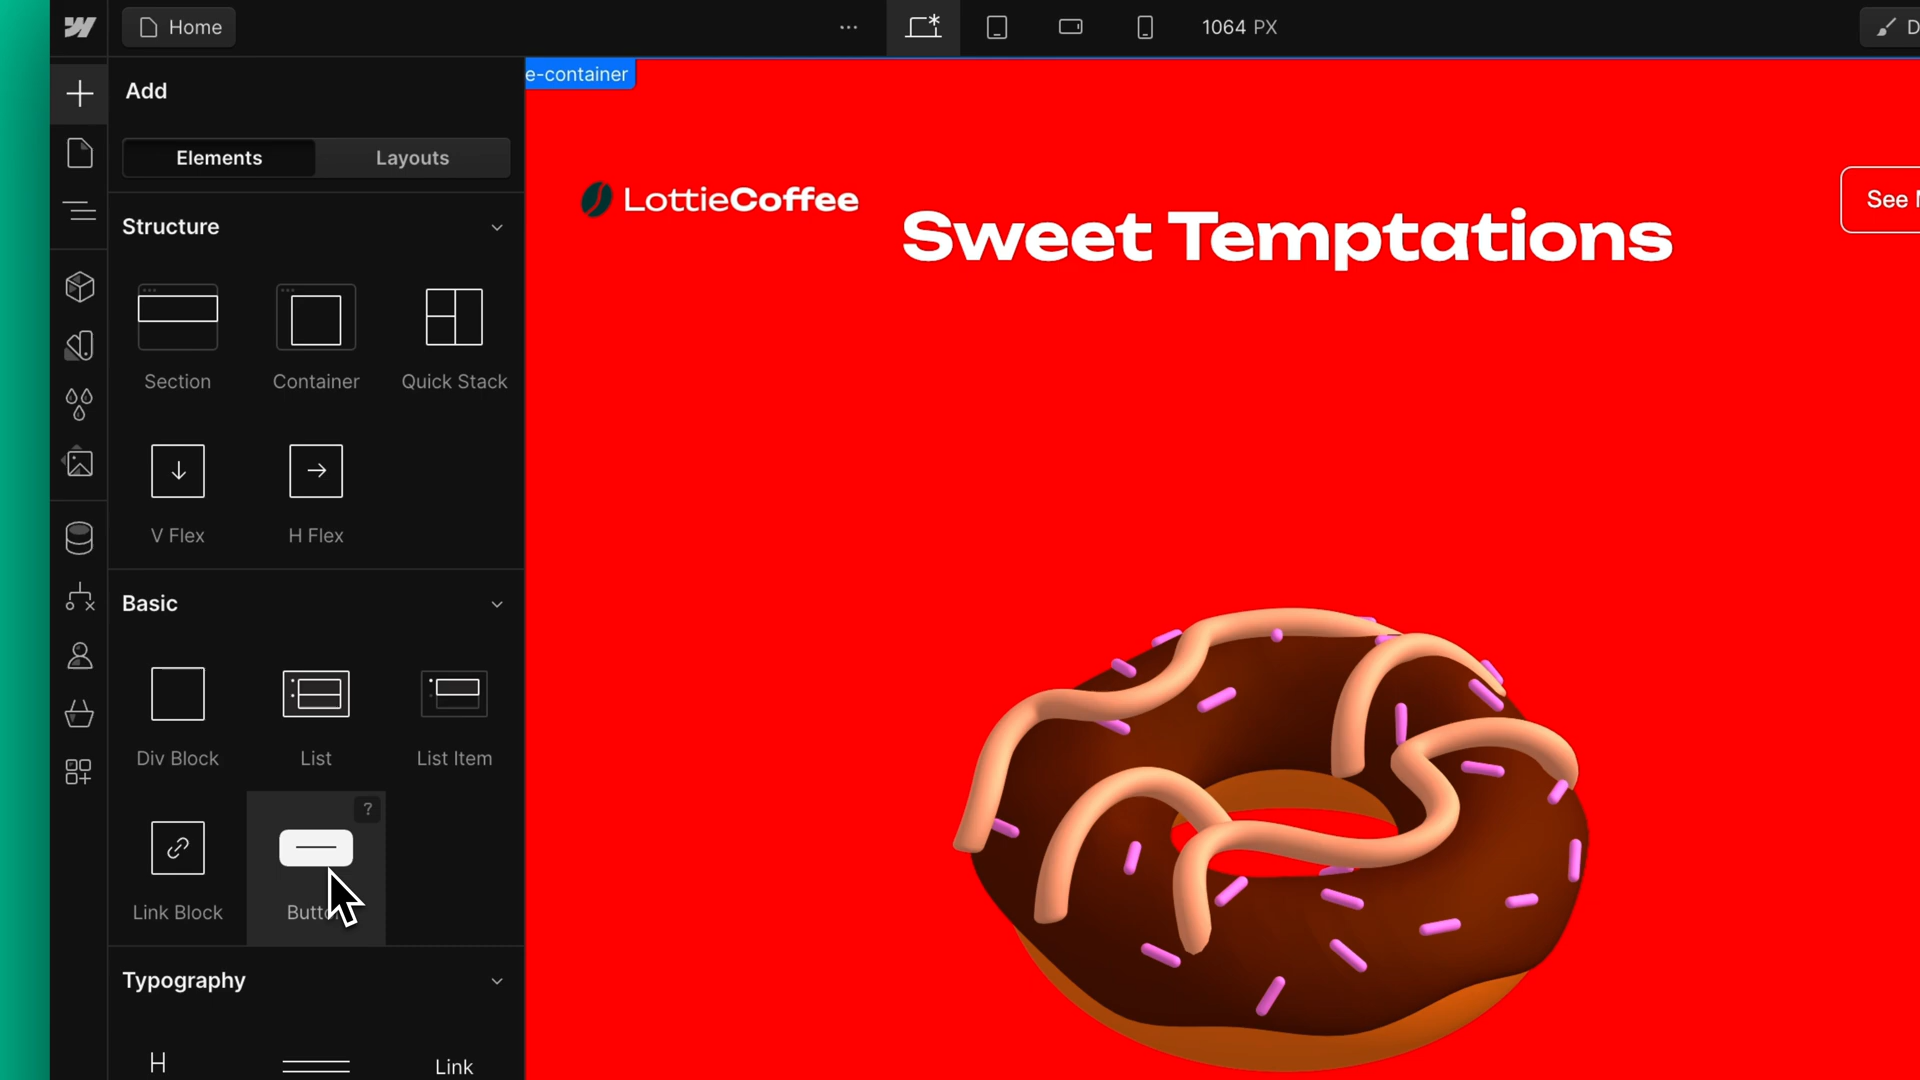 Home
1064 PX
Add
e-container
Elements
Layouts
LottieCoffee
See
Sweet Temptations
Structure
Section
Container
Quick Stack
V Flex
H Flex
Basic
Div Block
List
List Item
?
Link Block
Typography
H
Link